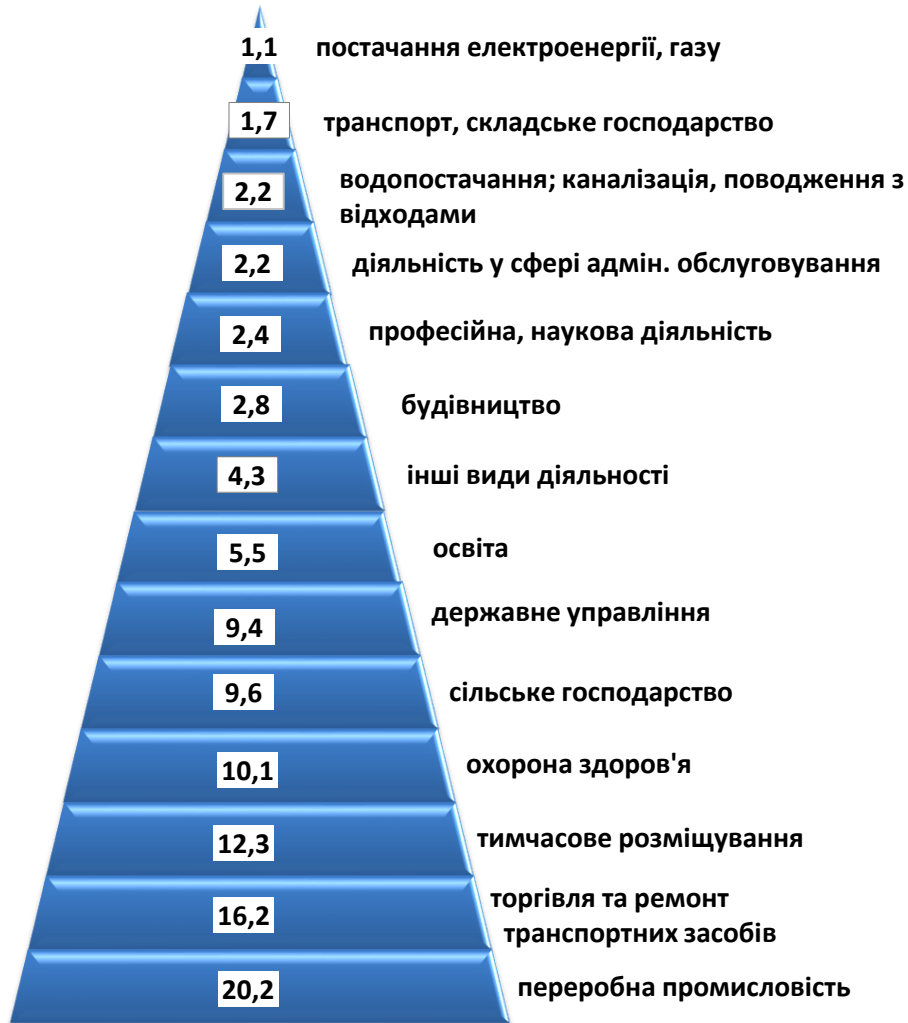 1,1 постачання електроенергії, газу
1,7 транспорт, складське господарство
2,2 водопостачання; каналізація, поводження з
відходами
2,2 діяльність у сфері адмін. обслуговування
2,4 професійна, наукова діяльність
2,8 будівництво
4,3 інші види діяльності
5,5 освіта
9,4 державне управління
9,6 сільське господарство
10,1 охорона здоров'я
12,3 тимчасове розміщування
16,2 торгівля та ремонт
транспортних засобів
20,2 переробна промисловість